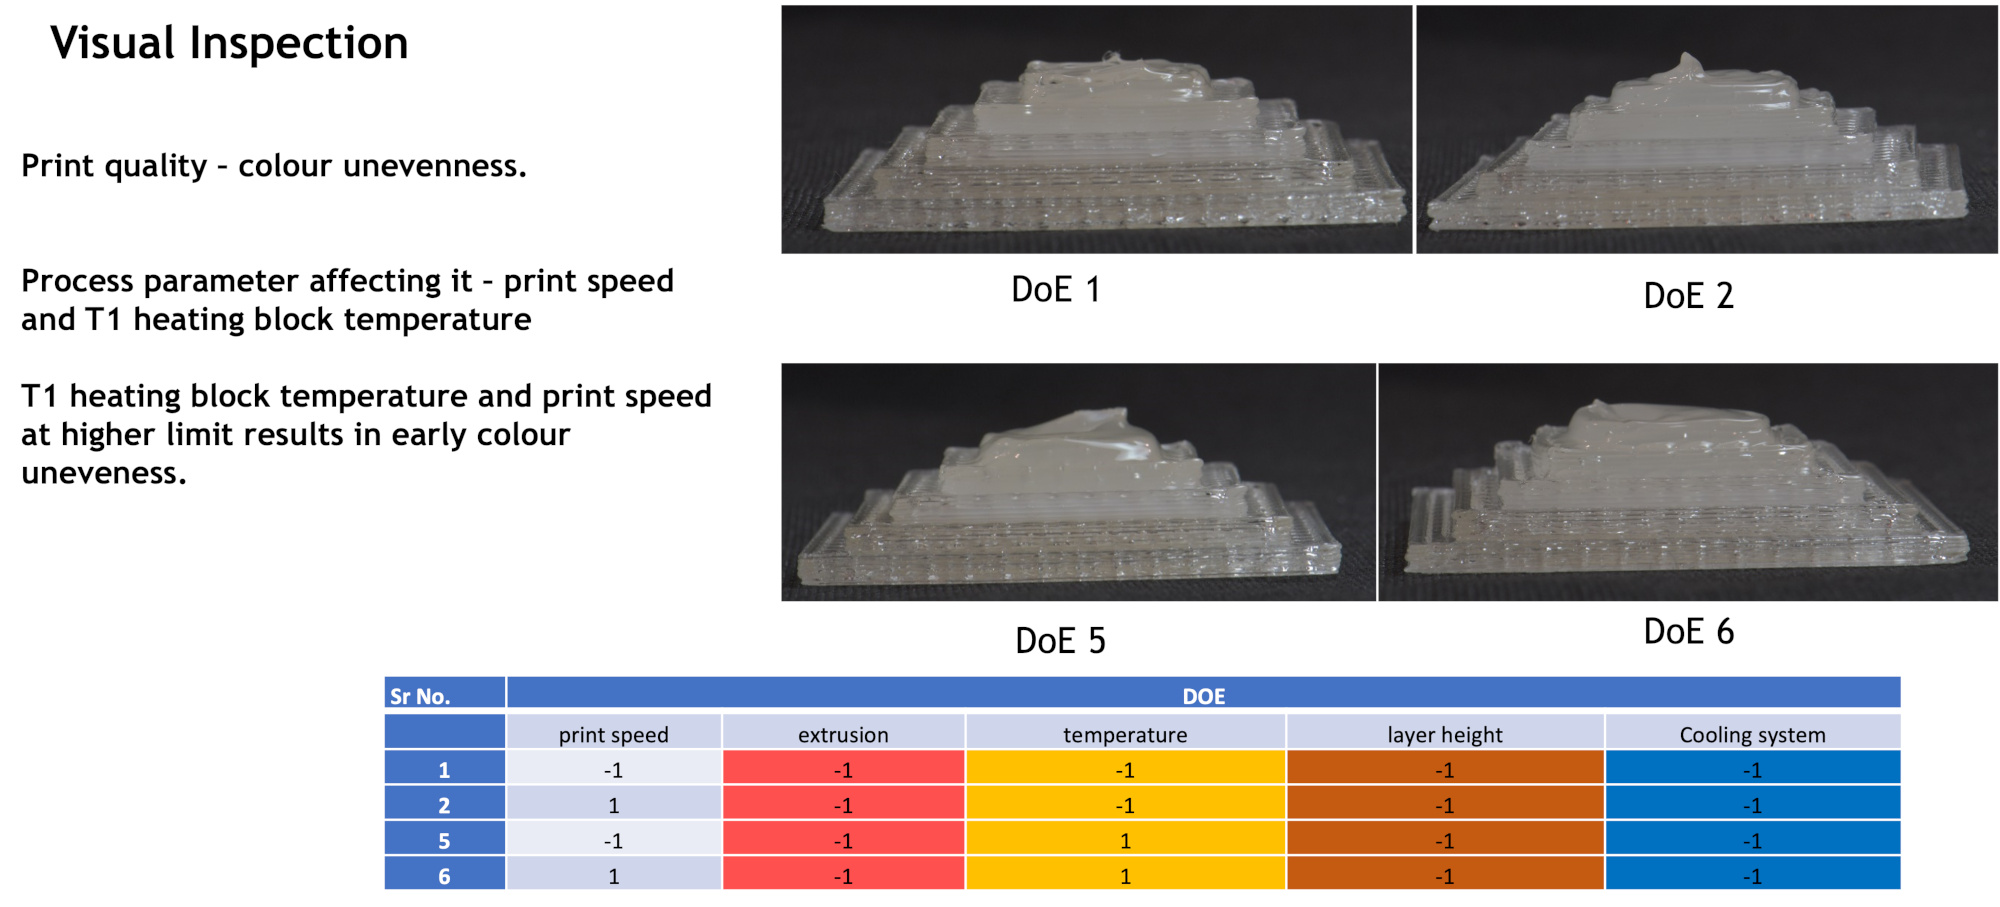 Visual Inspection
Print quality – colour unevenness.
Process parameter affecting it – print speed
and T1 heating block temperature
T1 heating block temperature and print speed
at higher limit results in early colour
uneveness.
DoE 1
DoE 2
DoE 5
DoE 6
Sr No. DOE
print speed extrusion temperature layer height Cooling system
1 -1 -1 -1 -1 -1
2 1 -1 -1 -1 -1
5 -1 -1 1 -1 -1
6 1 -1 1 -1 -1